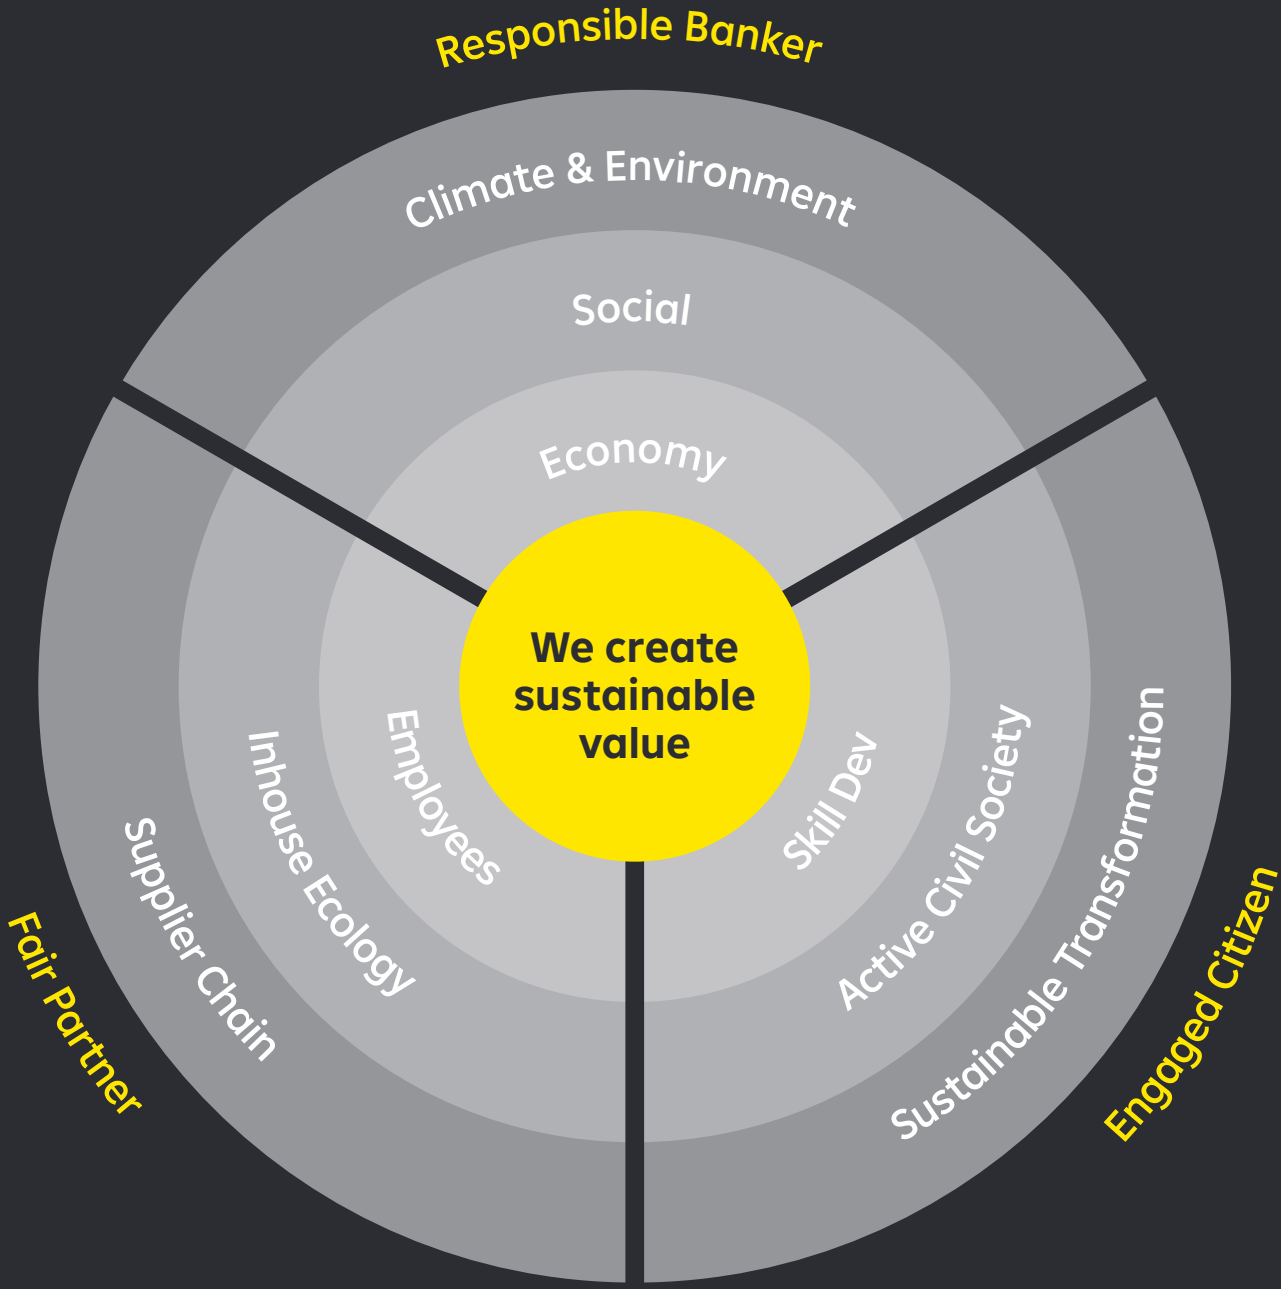 Responsible Banker
Climate & Environment
Social
Economy
We create
sustainable
value
Employees
Inhouse Ecology
Supplier Chain
Fair Partner
Skill Dev
Active Civil Society
Sustainable Transformation
Engaged Citizen